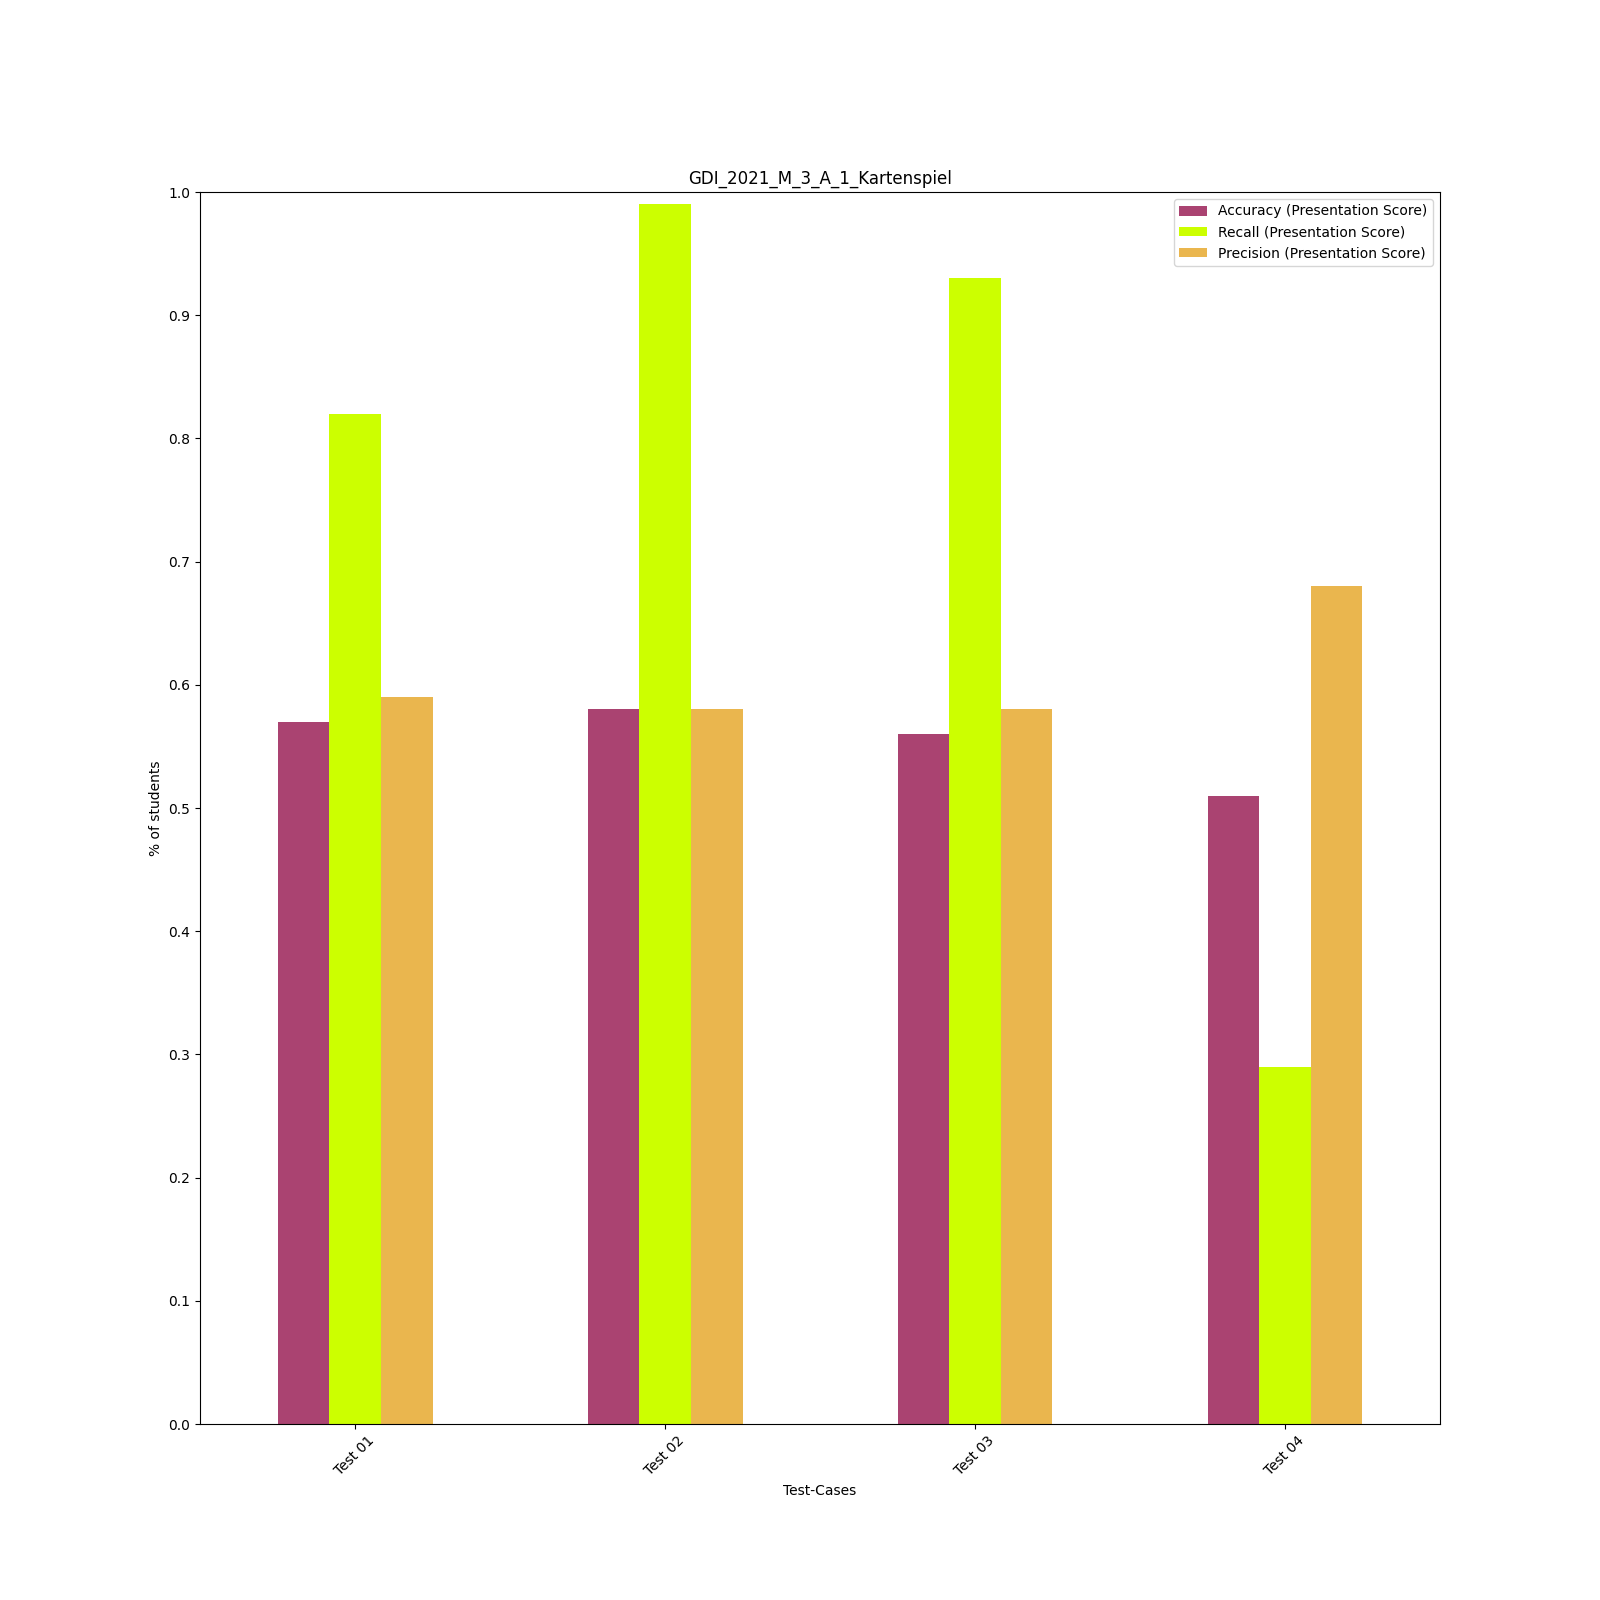 GDI_2021_M_3_A_1_Kartenspiel
Accuracy (Presentation Score)
Recall (Presentation Score)
Precision (Presentation Score)
1.0
0.9
0.8
0.7
0.6
0.5
0.4
0.3
0.2
0.1
0.0
% of students
Test 01
Test 02
Test 03
Test 04
Test-Cases